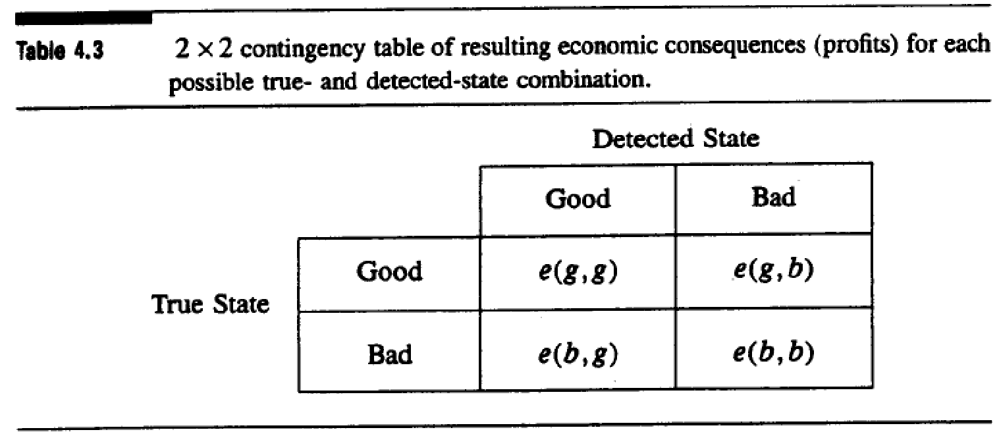 Table 4.3 2 × 2 contingency table of resulting economic consequences (profits) for each
possible true- and detected-state combination.
Detected State
Good Bad
Good e(g,g) e(g,b)
True State
Bad e(b,g) e(b,b)